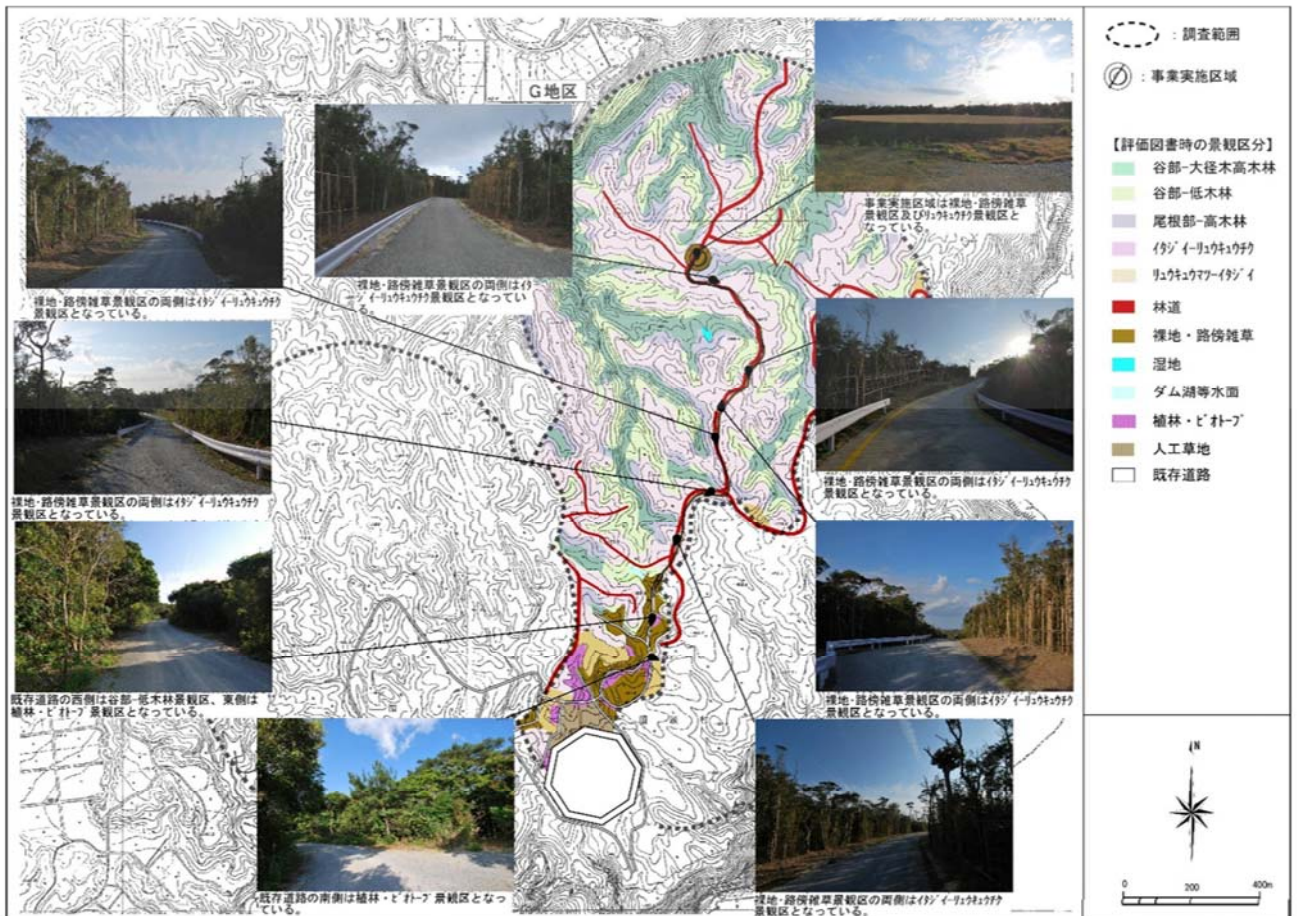 G地区
事業実施区域は裸地・路傍雑草
景観区及びリュウキュウチク景観区と
なっている。
裸地・路傍雑草景観区の両側はイタ
ジイーリュウキュウチク景観区となってい
る。
裸地・路傍雑草景観区の両側はイタジイーリュウキュウチク
景観区となっている。
裸地・路傍雑草景観区の両側はイタジイーリュウキュウチク
景観区となっている。
裸地・路傍雑草景観区の両側はイタジイーリュウキュウチク
景観区となっている。
既存道路の西側は谷部-低木林景観区、東側は
植林・ビオトープ景観区となっている。
裸地・路傍雑草景観区の両側はイタジイーリュウキュウチク
景観区となっている。
既存道路の南側は植林・ビオトープ景観区となっ
ている。
裸地・路傍雑草景観区の両側はイタジイーリュウキュウチク
景観区となっている。
：調査範囲
：事業実施区域
【評価図書時の景観区分】
谷部-大径木高木林
谷部-低木林
尾根部-高木林
イタジイーリュウキュウチク
リュウキュウマツーイタジイ
林道
裸地・路傍雑草
湿地
ダム湖等水面
植林・ビオトープ
人工草地
既存道路
N
0 200 400m